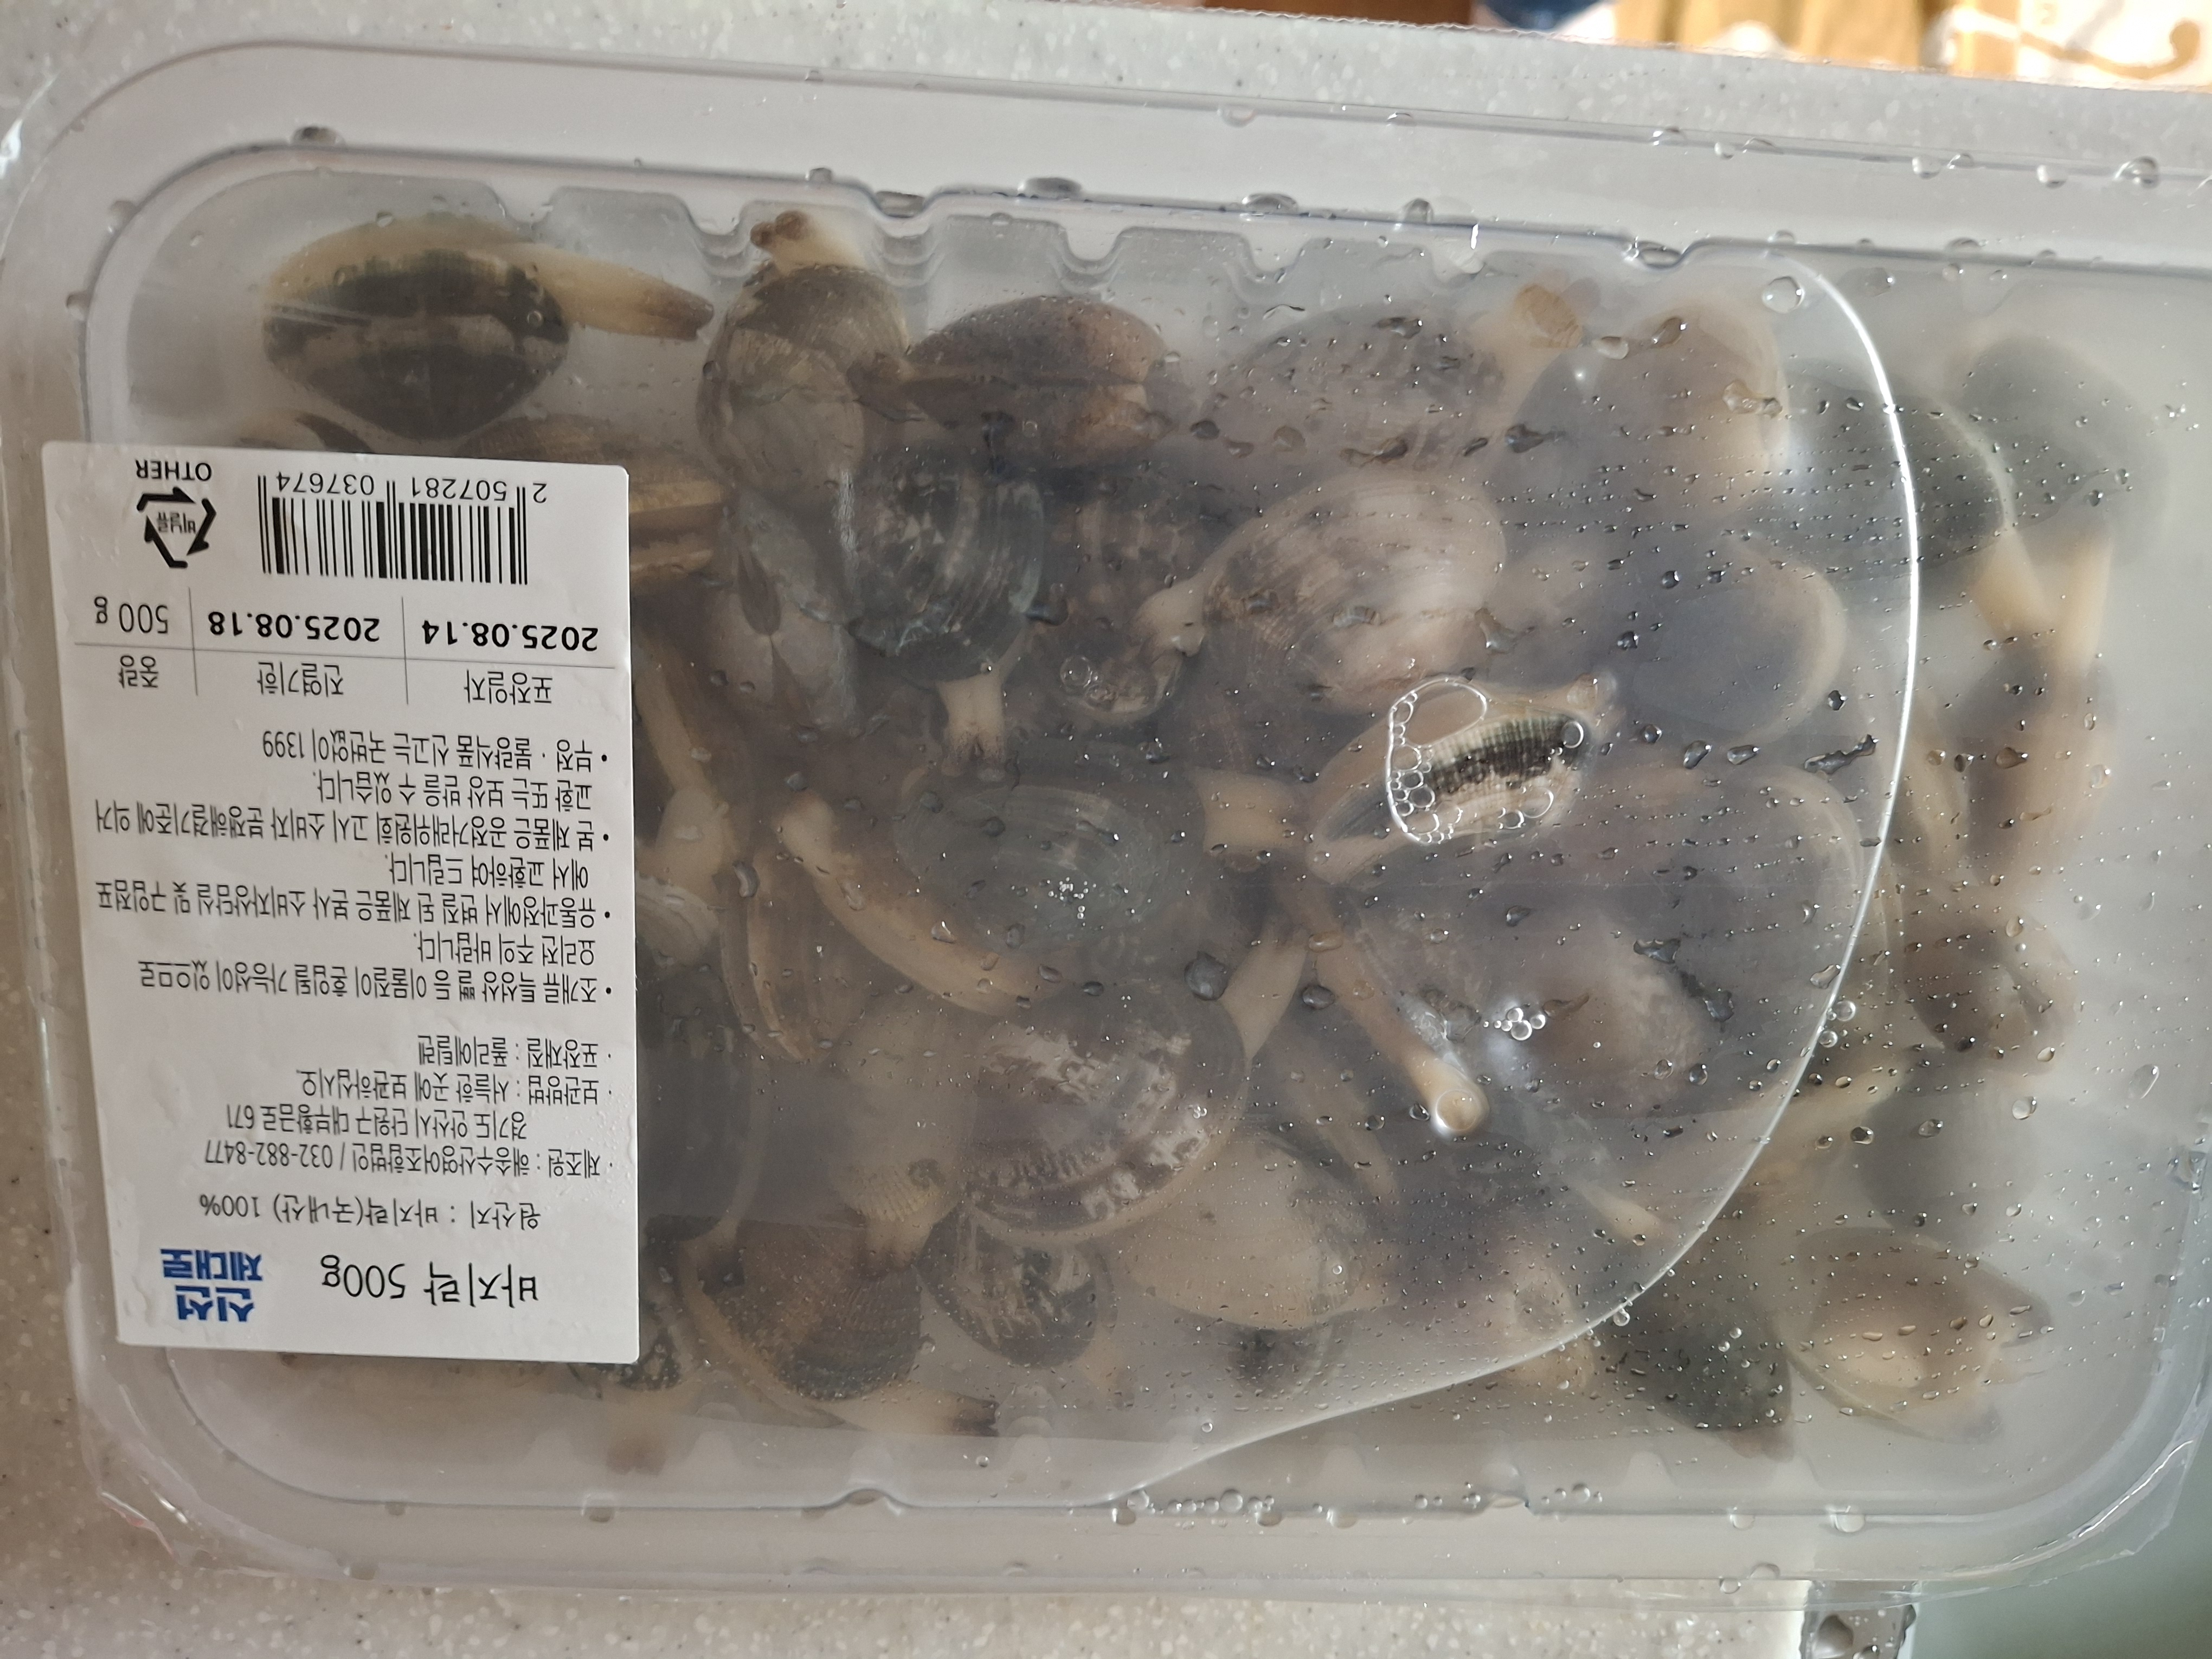 바지락 500g
신선
제대로
원산지 : 바지락(국내산) 100%
· 제조원 : 해송수산영어조합법인 / 032-882-8477
경기도 안산시 단원구 대부황금로 671
· 보관방법 : 서늘한 곳에 보관하십시오.
· 포장재질 : 폴리에틸렌
• 조개류 특성상 뻘 등 이물질이 혼입될 가능성이 있으므로
요리전 주의 바랍니다.
• 유통과정에서 변질 된 제품은 본사 소비자상담실 및 구입점포
에서 교환하여 드립니다.
• 본 제품은 공정거래위원회 고시 소비자 분쟁해결기준에 의거
교환 또는 보상 받을 수 있습니다.
• 부정 · 불량식품 신고는 국번없이 1399
포장일자 진열기한 중량
2025.08.14 2025.08.18 500 g
2 507281 037674
비닐류
OTHER